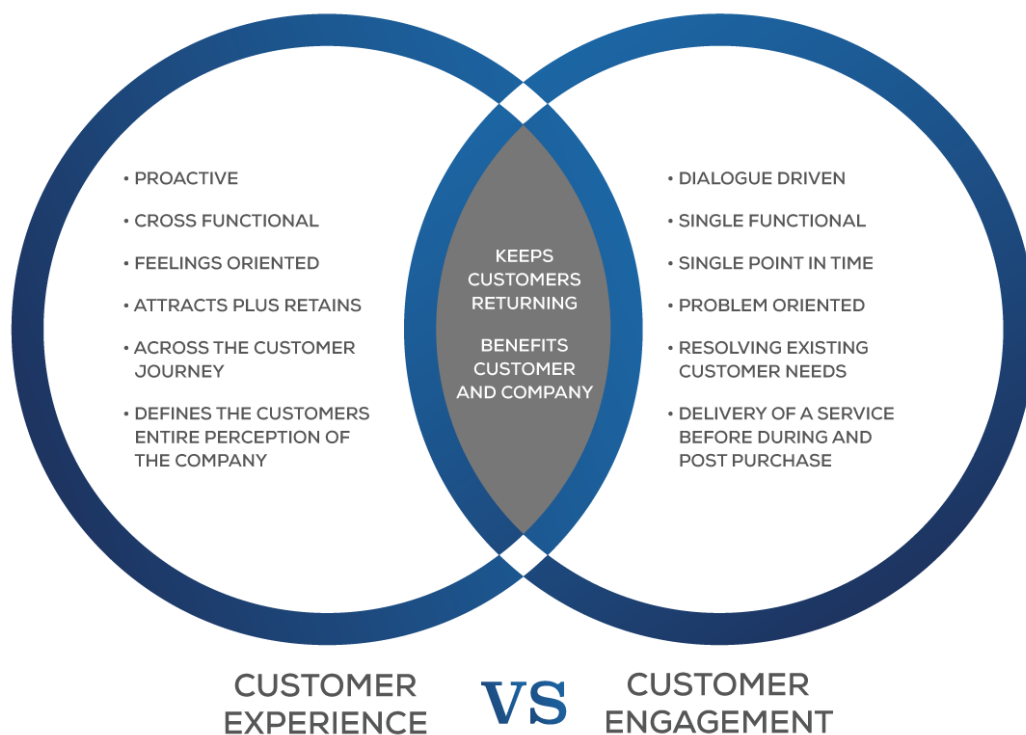 • PROACTIVE
• CROSS FUNCTIONAL
• FEELINGS ORIENTED
• ATTRACTS PLUS RETAINS
• ACROSS THE CUSTOMER
JOURNEY
• DEFINES THE CUSTOMERS
ENTIRE PERCEPTION OF
THE COMPANY
KEEPS
CUSTOMERS
RETURNING
BENEFITS
CUSTOMER
AND COMPANY
• DIALOGUE DRIVEN
• SINGLE FUNCTIONAL
• SINGLE POINT IN TIME
• PROBLEM ORIENTED
• RESOLVING EXISTING
CUSTOMER NEEDS
• DELIVERY OF A SERVICE
BEFORE DURING AND
POST PURCHASE
CUSTOMER
EXPERIENCE
VS
CUSTOMER
ENGAGEMENT